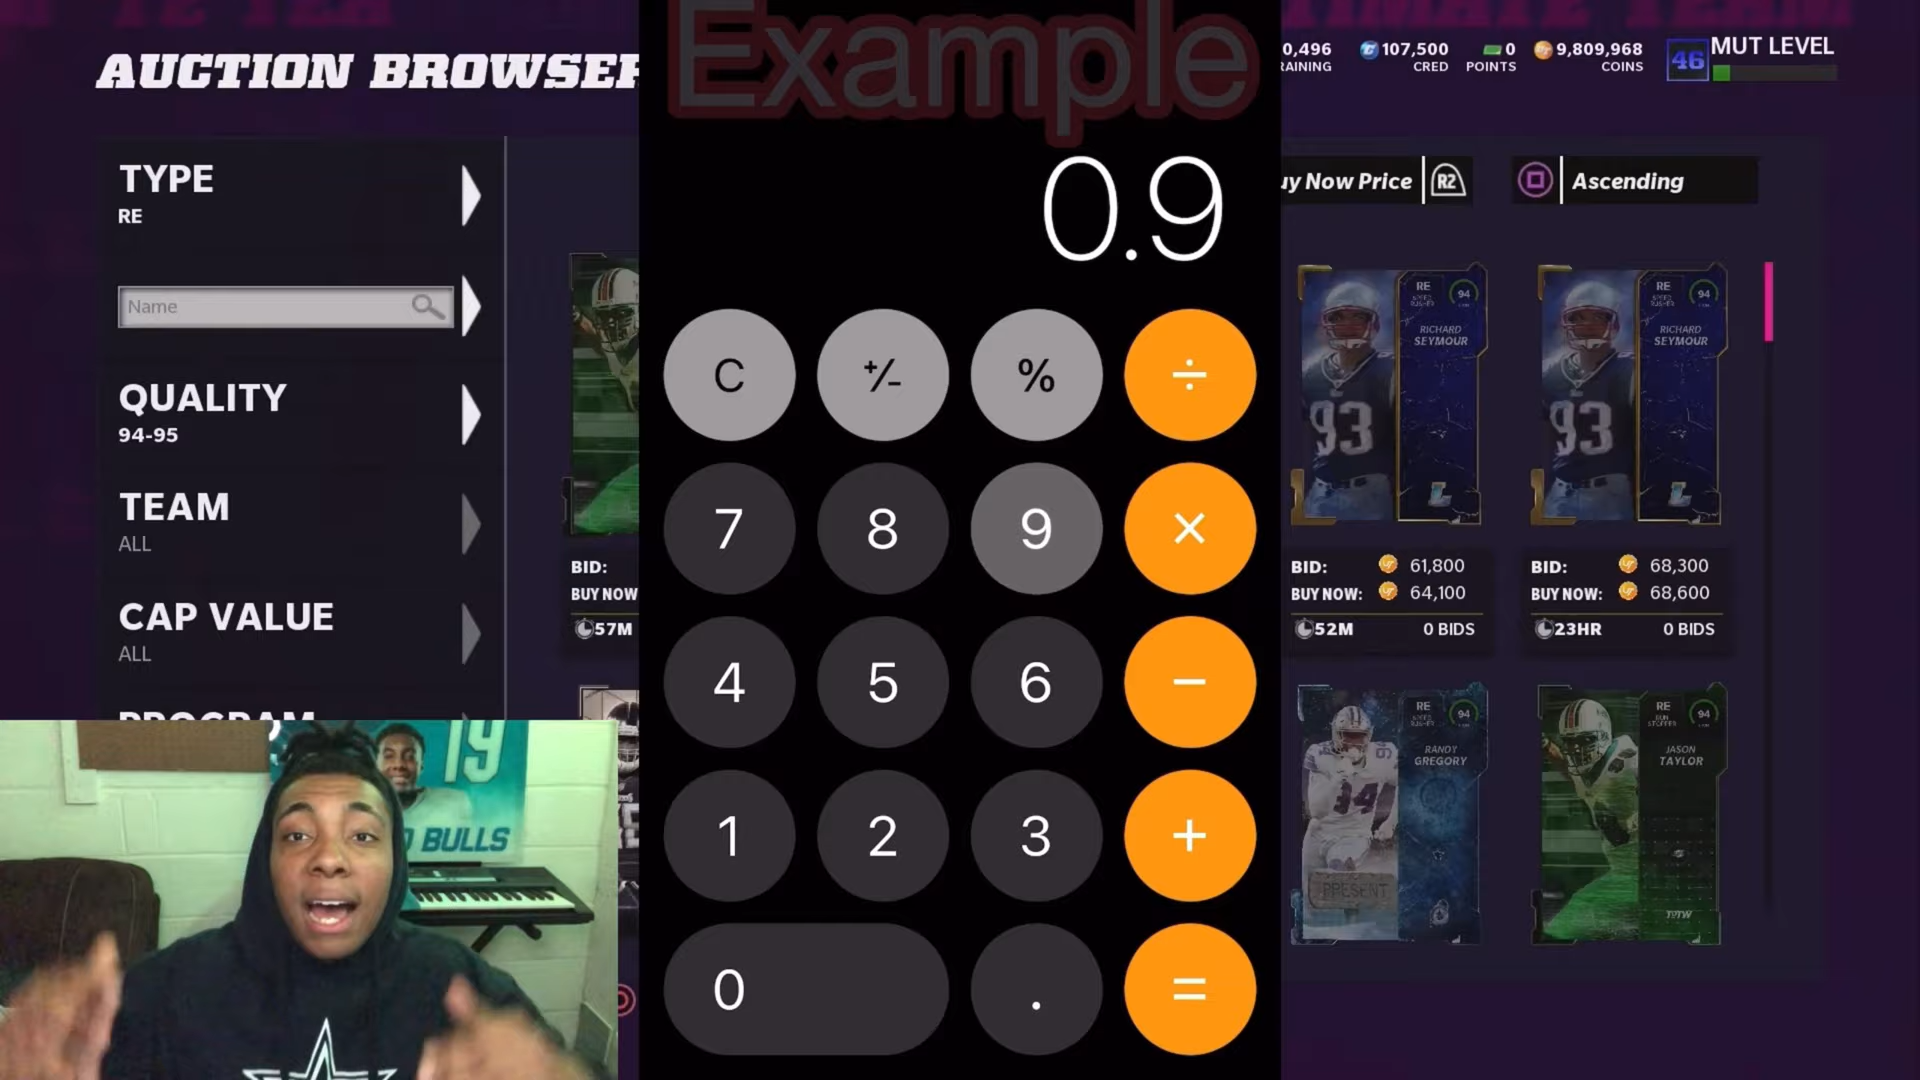 AUCTION BROWSER
0,496
RAINING
107,500
CRED
0
POINTS
9,809,968
COINS
46
MUT LEVEL
TYPE
RE
Name
QUALITY
94-95
TEAM
ALL
CAP VALUE
ALL
PROGRAM
Example
0.9
C
+/-
%
÷
7
8
9
×
4
5
6
−
1
2
3
+
0
.
=
uy Now Price
R2
Ascending
BID:
BUY NOW
57M
RE
94
RICHARD
SEYMOUR
93
BID: 61,800
BUY NOW: 64,100
52M 0 BIDS
RE
94
RICHARD
SEYMOUR
93
BID: 68,300
BUY NOW: 68,600
23HR 0 BIDS
RE
94
RANDY
GREGORY
PRESENT
RE
RUN
STOPPER
94
JASON
TAYLOR
19
BULLS